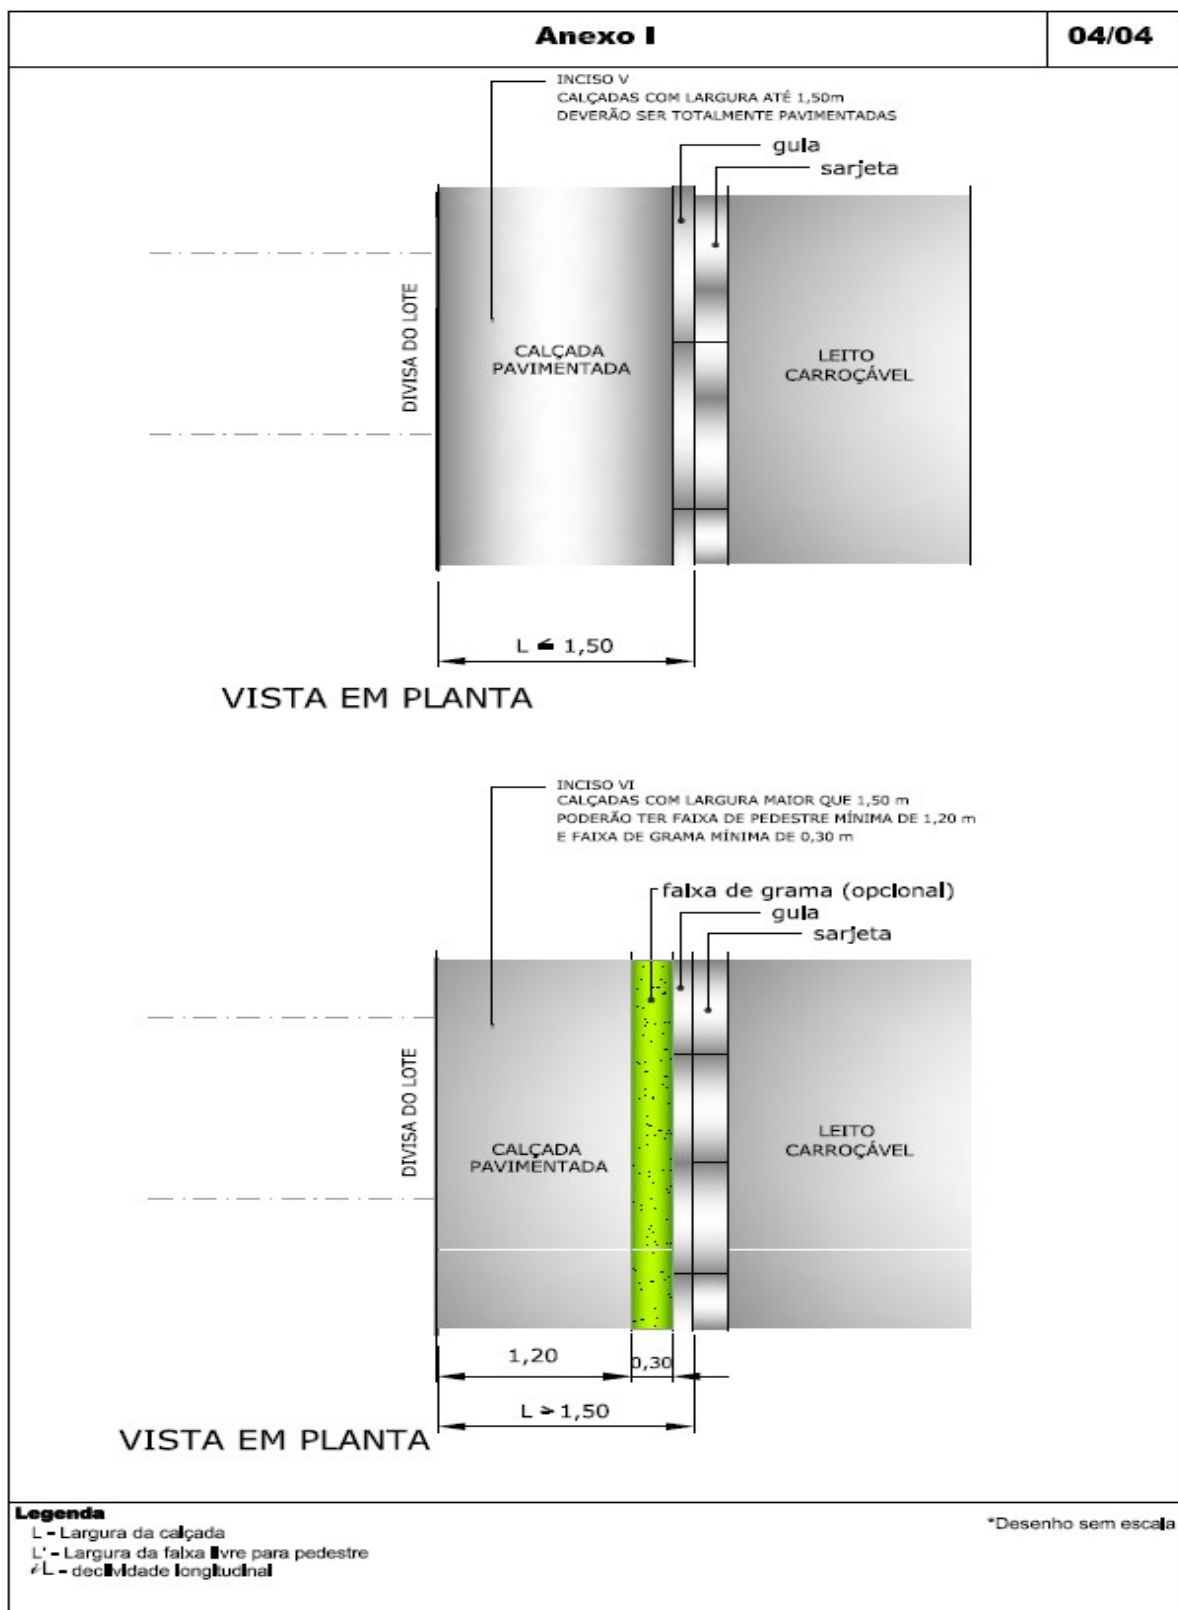 Anexo I
04/04
INCISO V
CALÇADAS COM LARGURA ATÉ 1,50m
DEVERÃO SER TOTALMENTE PAVIMENTADAS
guia
sarjeta
DIVISA DO LOTE
CALÇADA
PAVIMENTADA
LEITO
CARROÇÁVEL
L ≤ 1,50
VISTA EM PLANTA
INCISO VI
CALÇADAS COM LARGURA MAIOR QUE 1,50 m
PODERÃO TER FAIXA DE PEDESTRE MÍNIMA DE 1,20 m
E FAIXA DE GRAMA MÍNIMA DE 0,30 m
faixa de grama (opcional)
guia
sarjeta
DIVISA DO LOTE
CALÇADA
PAVIMENTADA
LEITO
CARROÇÁVEL
1,20
0,30
L > 1,50
VISTA EM PLANTA
Legenda
L - Largura da calçada
L' - Largura da faixa livre para pedestre
iL - declividade longitudinal
*Desenho sem escala